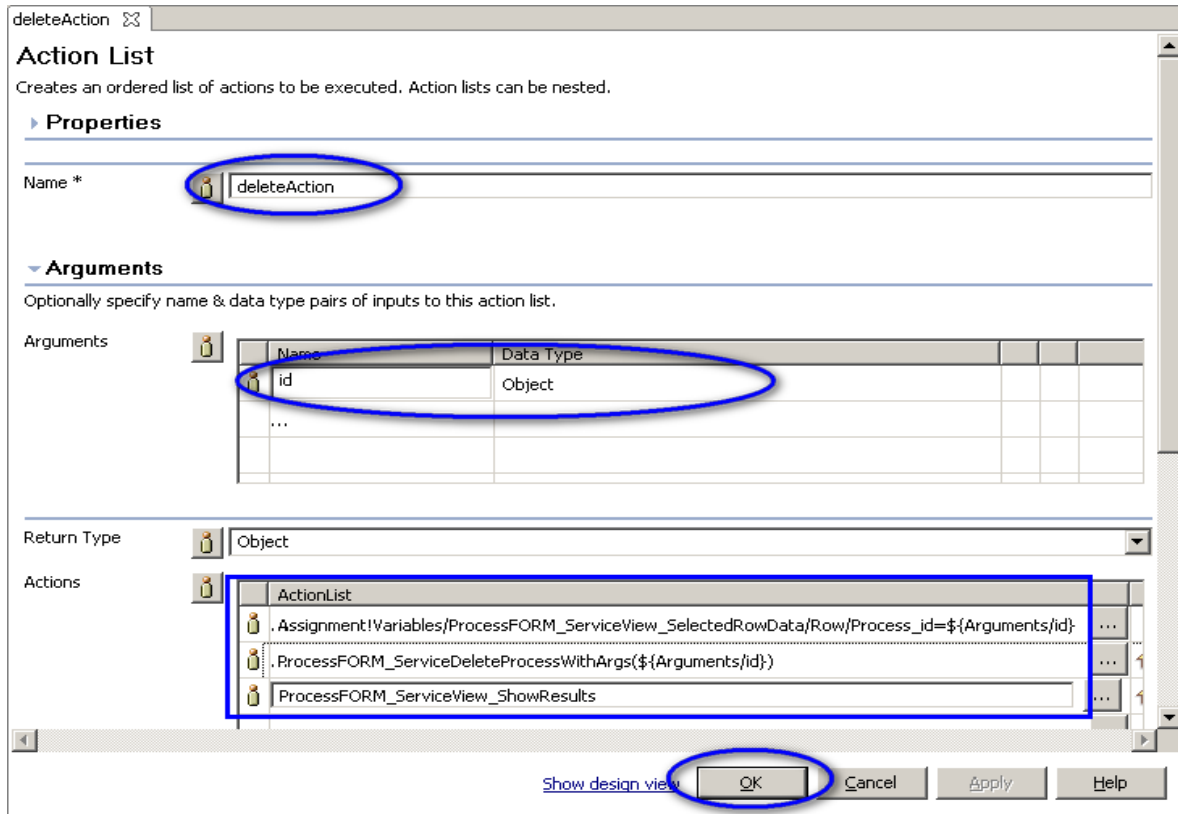 deleteAction
Action List
Creates an ordered list of actions to be executed. Action lists can be nested.
Properties
Name * deleteAction
Arguments
Optionally specify name & data type pairs of inputs to this action list.
Arguments
Name Data Type
id Object
...
Return Type Object
Actions
ActionList
.Assignment!Variables/ProcessFORM_ServiceView_SelectedRowData/Row/Process_id=${Arguments/id} ...
.ProcessFORM_ServiceDeleteProcessWithArgs(${Arguments/id}) ...
ProcessFORM_ServiceView_ShowResults ...
Show design view OK Cancel Apply Help